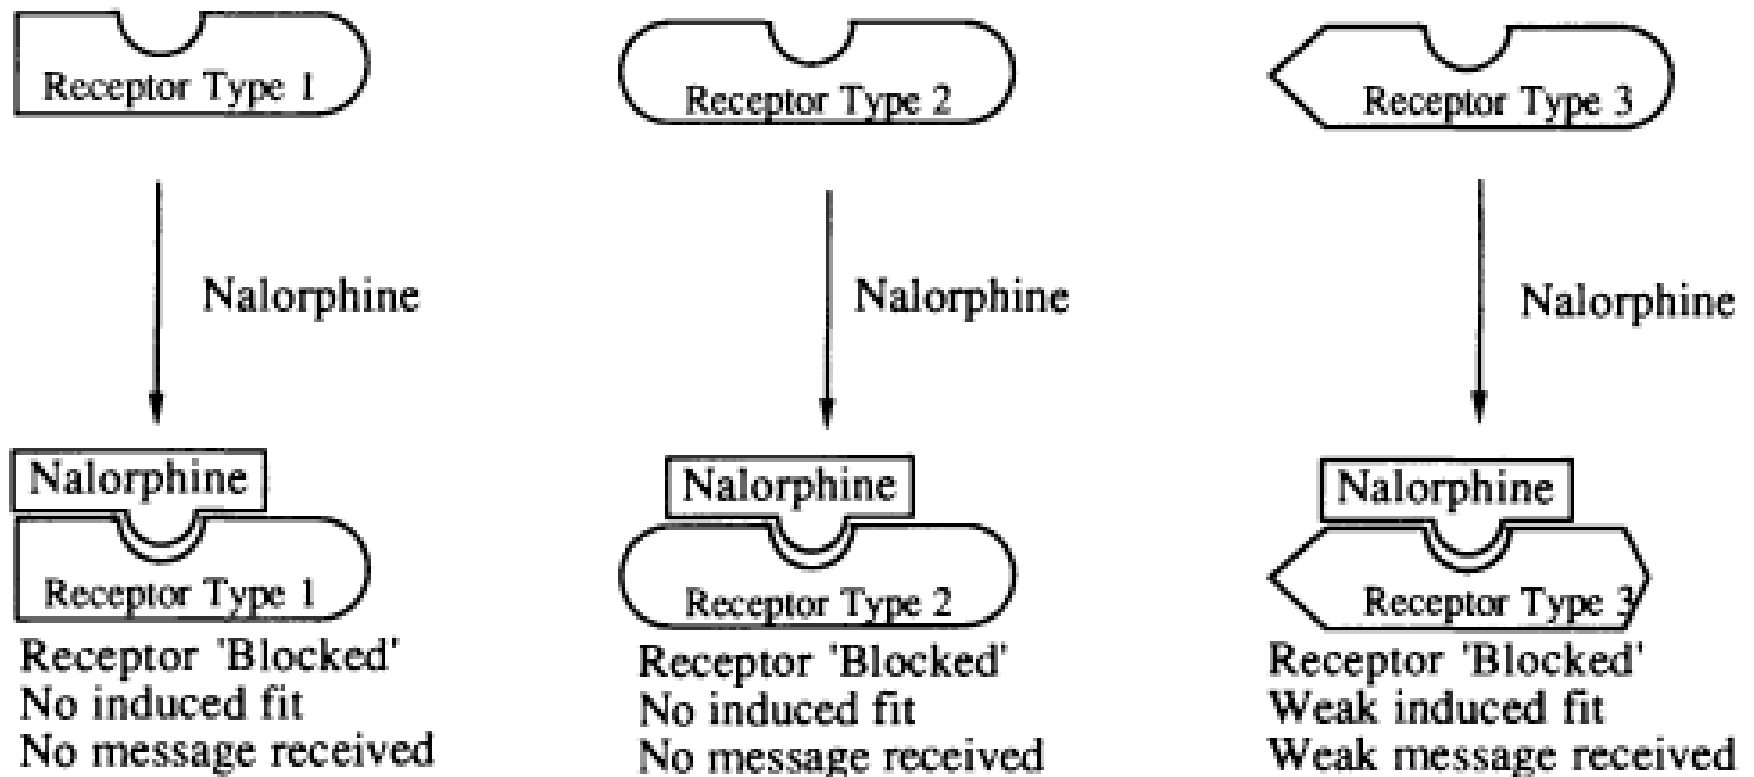 Receptor Type 1
Receptor Type 2
Receptor Type 3
Nalorphine
Nalorphine
Nalorphine
Nalorphine
Receptor Type 1
Receptor 'Blocked'
No induced fit
No message received
Nalorphine
Receptor Type 2
Receptor 'Blocked'
No induced fit
No message received
Nalorphine
Receptor Type 3
Receptor 'Blocked'
Weak induced fit
Weak message received